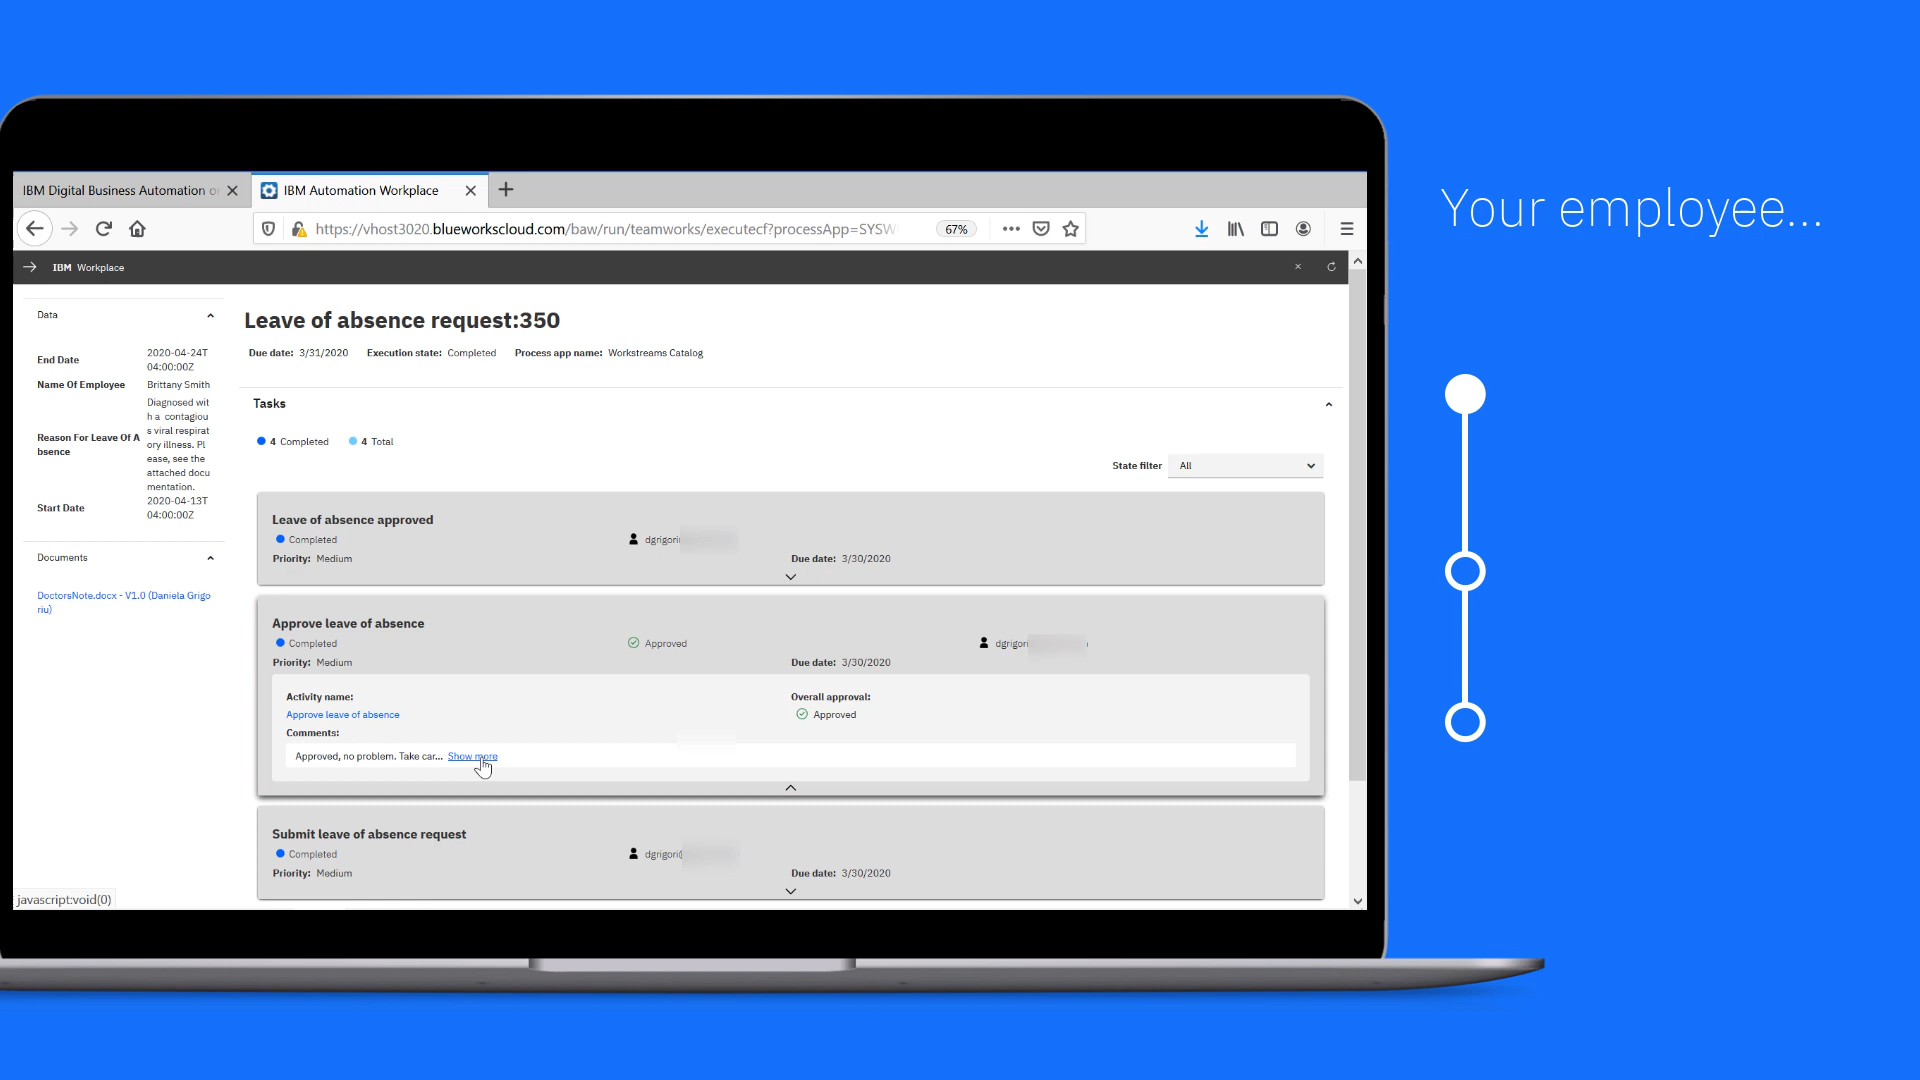 Your employee...
IBM Digital Business Automation o
IBM Automation Workplace
https://vhost3020.blueworkscloud.com/baw/run/teamworks/executecf?processApp=SYSW
67%
IBM Workplace
Data
End Date
2020-04-24T
04:00:00Z
Name Of Employee
Brittany Smith
Reason For Leave Of A
bsence
Diagnosed wit
h a contagiou
s viral respirat
ory illness. Pl
ease, see the
attached docu
mentation.
Start Date
2020-04-13T
04:00:00Z
Documents
DoctorsNote.docx - V1.0 (Daniela Grigo
riu)
Leave of absence request:350
Due date: 3/31/2020 Execution state: Completed Process app name: Workstreams Catalog
Tasks
4 Completed 4 Total
State filter All
Leave of absence approved
Completed dgrigori
Priority: Medium Due date: 3/30/2020
Approve leave of absence
Completed Approved dgrigori
Priority: Medium Due date: 3/30/2020
Activity name: Overall approval:
Approve leave of absence Approved
Comments:
Approved, no problem. Take car... Show more
Submit leave of absence request
Completed dgrigori@
Priority: Medium Due date: 3/30/2020
javascript:void(0)